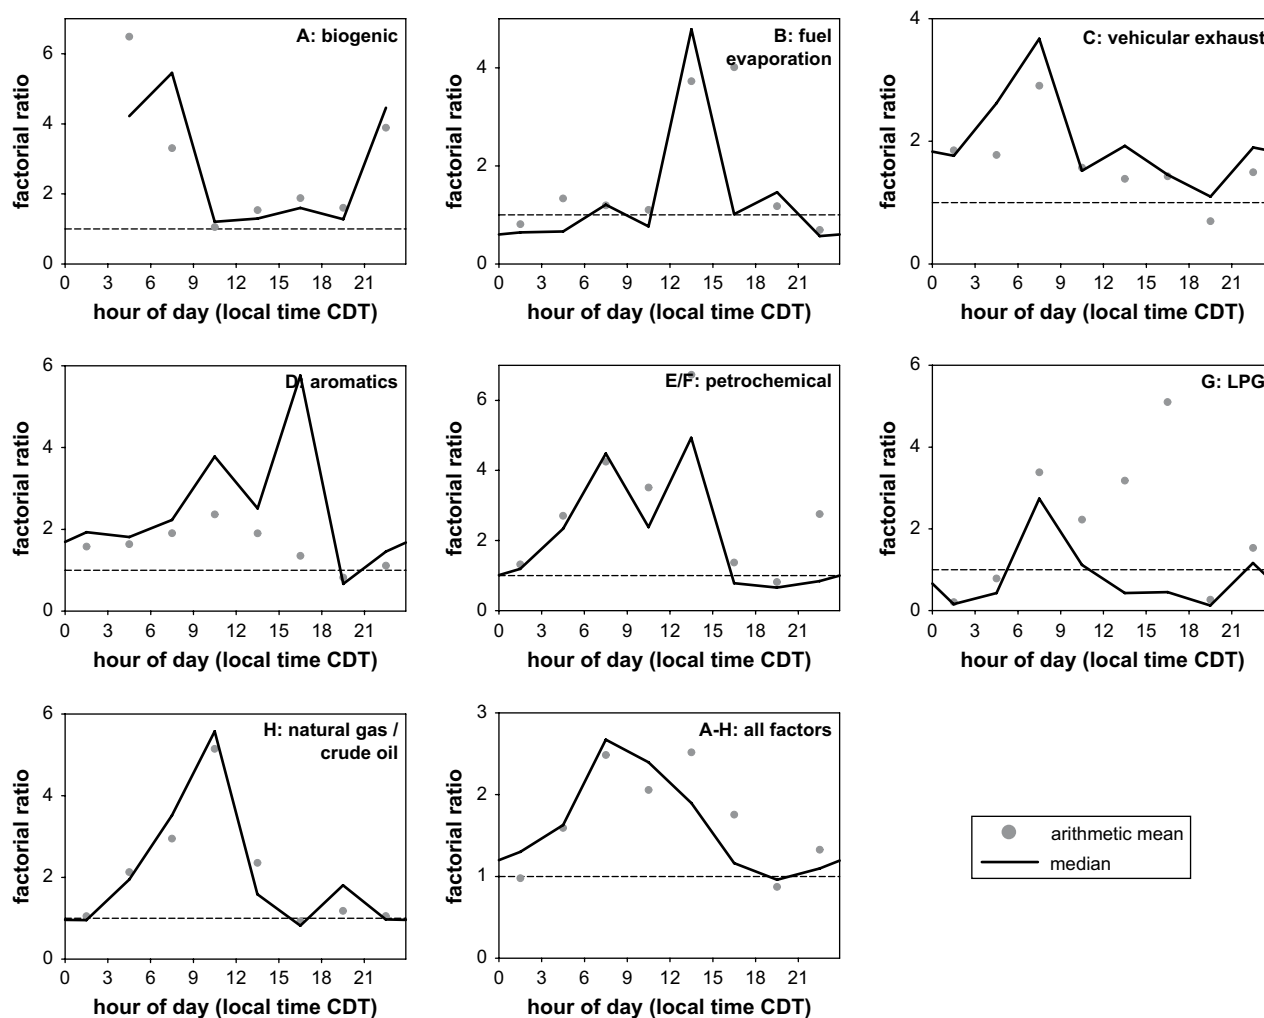 A: biogenic
factorial ratio
6
4
2
0
0 3 6 9 12 15 18 21
hour of day (local time CDT)
B: fuel
evaporation
factorial ratio
4
2
0
0 3 6 9 12 15 18 21
hour of day (local time CDT)
C: vehicular exhaust
factorial ratio
4
2
0
0 3 6 9 12 15 18 21
hour of day (local time CDT)
D: aromatics
factorial ratio
6
4
2
0
0 3 6 9 12 15 18 21
hour of day (local time CDT)
E/F: petrochemical
factorial ratio
6
4
2
0
0 3 6 9 12 15 18 21
hour of day (local time CDT)
G: LPG
factorial ratio
6
4
2
0
0 3 6 9 12 15 18 21
hour of day (local time CDT)
H: natural gas /
crude oil
factorial ratio
6
4
2
0
0 3 6 9 12 15 18 21
hour of day (local time CDT)
A-H: all factors
factorial ratio
3
2
1
0
0 3 6 9 12 15 18 21
hour of day (local time CDT)
arithmetic mean
median